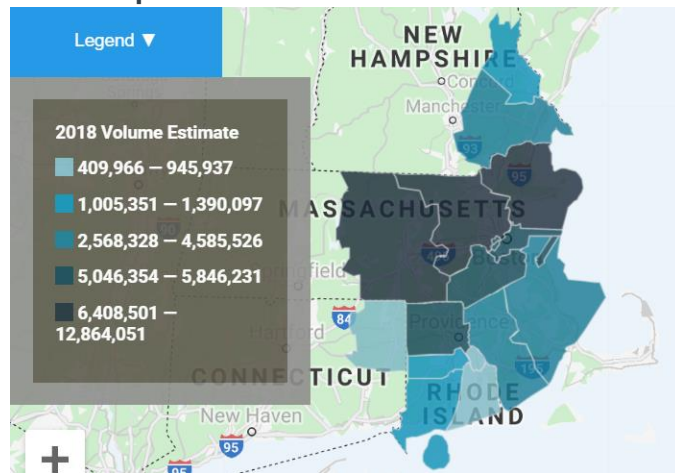 Legend ▼
2018 Volume Estimate
409,966 — 945,937
1,005,351 — 1,390,097
2,568,328 — 4,585,526
5,046,354 — 5,846,231
6,408,501 —
12,864,051
NEW
HAMPSHIRE
Concord
Manchester
93
95
MASSACHUSETTS
Boston
Springfield
84
Hartford
Providence
195
CONNECTICUT
RHODE
ISLAND
New Haven
95
95
+